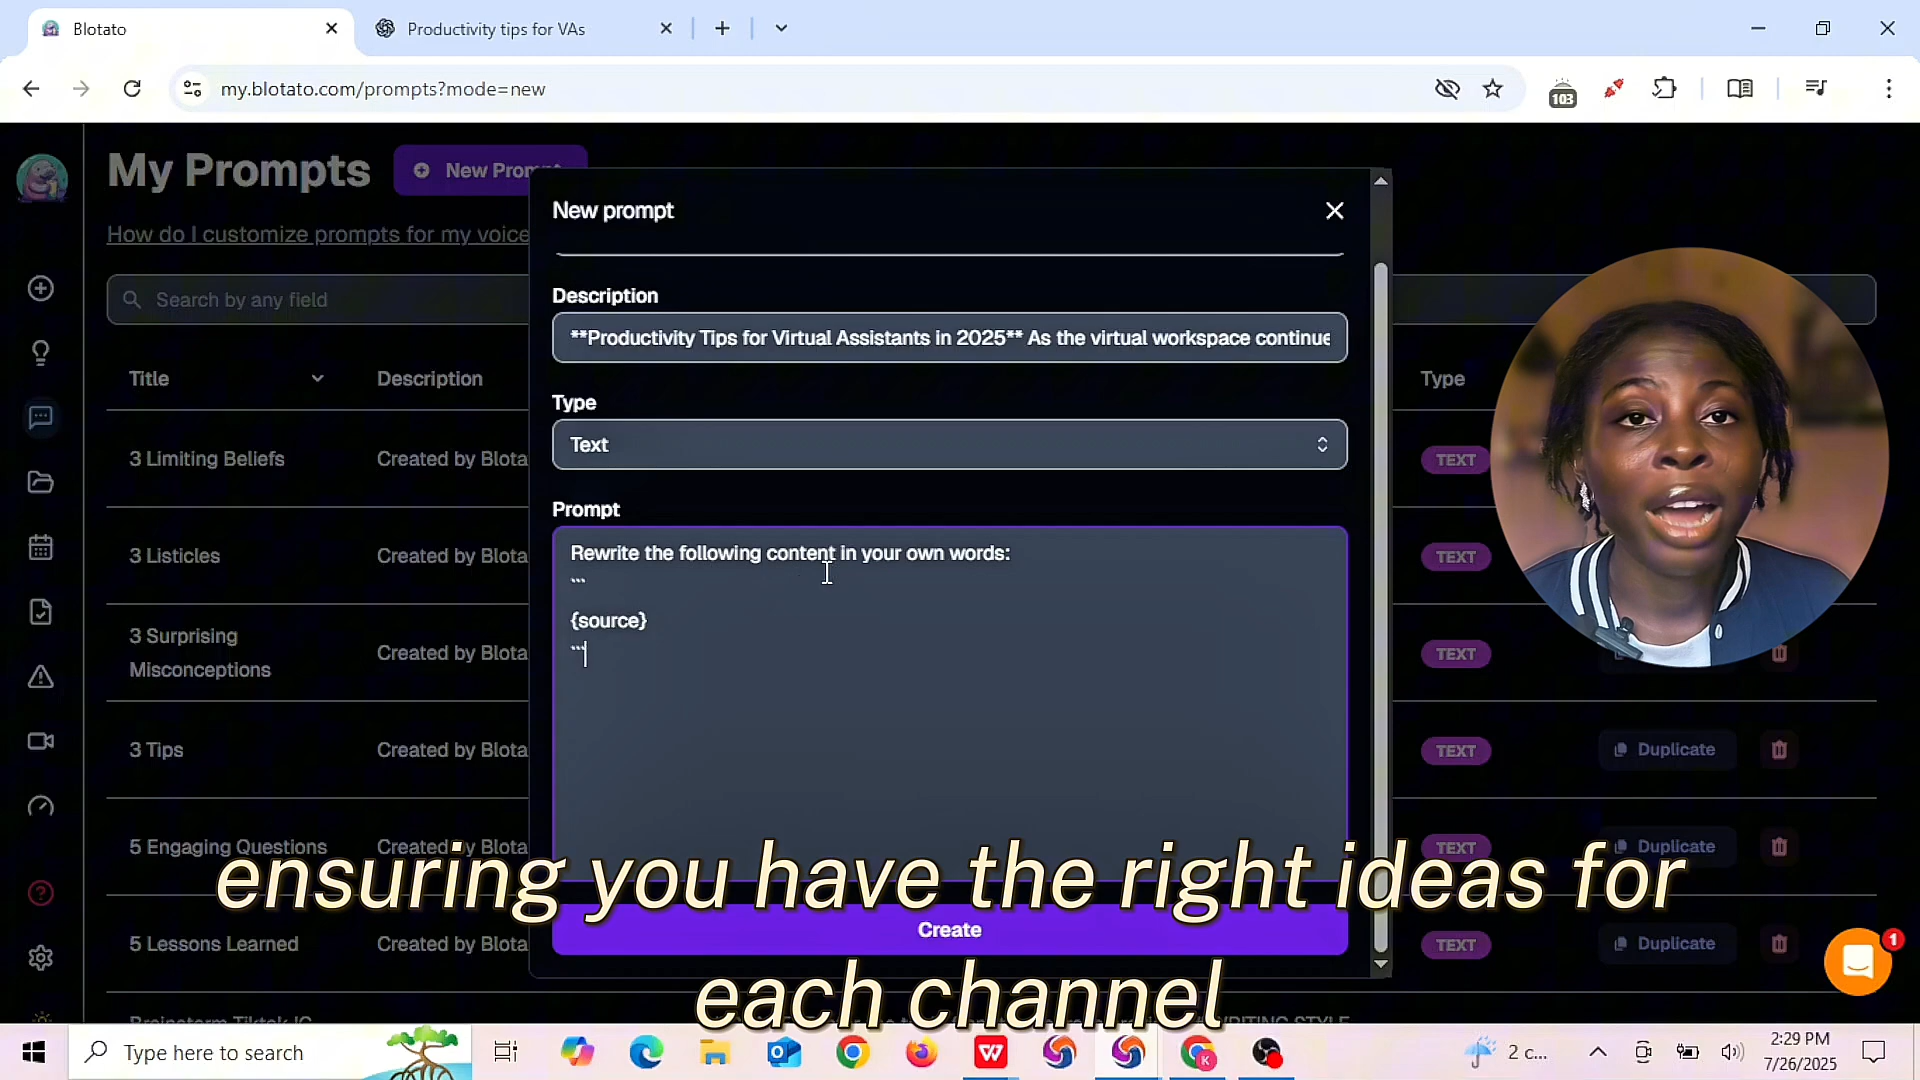 Blotato
Productivity tips for VAs
my.blotato.com/prompts?mode=new
103
My Prompts
New Prom
How do I customize prompts for my voice
Search by any field
Title
Description
Type
3 Limiting Beliefs
Created by Blota
TEXT
3 Listicles
Created by Blota
TEXT
3 Surprising
Misconceptions
Created by Blota
TEXT
3 Tips
Created by Blota
TEXT
Duplicate
5 Engaging Questions
Created by Blota
TEXT
Duplicate
5 Lessons Learned
Created by Blota
TEXT
Duplicate
New prompt
Description
**Productivity Tips for Virtual Assistants in 2025** As the virtual workspace continue
Type
Text
Prompt
Rewrite the following content in your own words:
```
{source}
```
Create
ensuring you have the right ideas for
each channel
1
Type here to search
2 c...
2:29 PM
7/26/2025